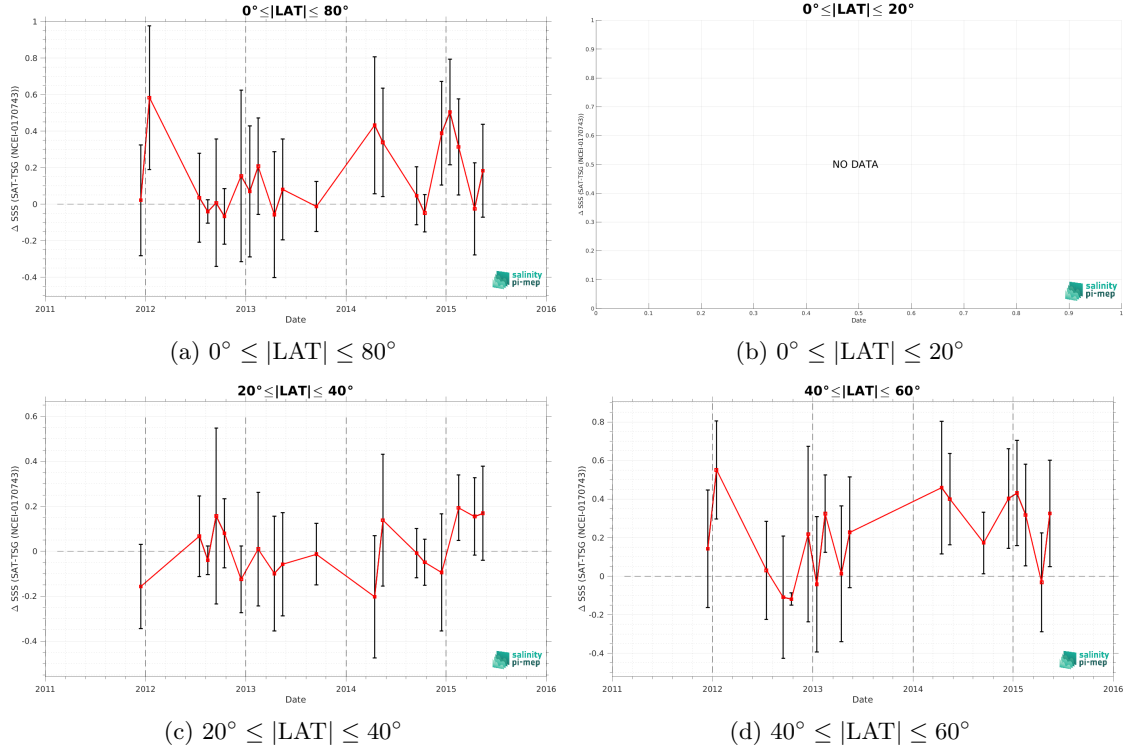 0°≤|LAT|≤ 80°
Δ SSS (SAT-TSG (NCEI-0170743))
1
0.8
0.6
0.4
0.2
0
-0.2
-0.4
2011 2012 2013 2014 2015 2016
Date
salinity
pi-mep
(a) 0° ≤ |LAT| ≤ 80°
0°≤|LAT|≤ 20°
Δ SSS (SAT-TSG (NCEI-0170743))
1
0.9
0.8
0.7
0.6
0.5
0.4
0.3
0.2
0.1
0
NO DATA
0 0.1 0.2 0.3 0.4 0.5 0.6 0.7 0.8 0.9 1
Date
salinity
pi-mep
(b) 0° ≤ |LAT| ≤ 20°
20°≤|LAT|≤ 40°
Δ SSS (SAT-TSG (NCEI-0170743))
0.6
0.4
0.2
0
-0.2
-0.4
2011 2012 2013 2014 2015 2016
Date
salinity
pi-mep
(c) 20° ≤ |LAT| ≤ 40°
40°≤|LAT|≤ 60°
Δ SSS (SAT-TSG (NCEI-0170743))
0.8
0.6
0.4
0.2
0
-0.2
-0.4
2011 2012 2013 2014 2015 2016
Date
salinity
pi-mep
(d) 40° ≤ |LAT| ≤ 60°